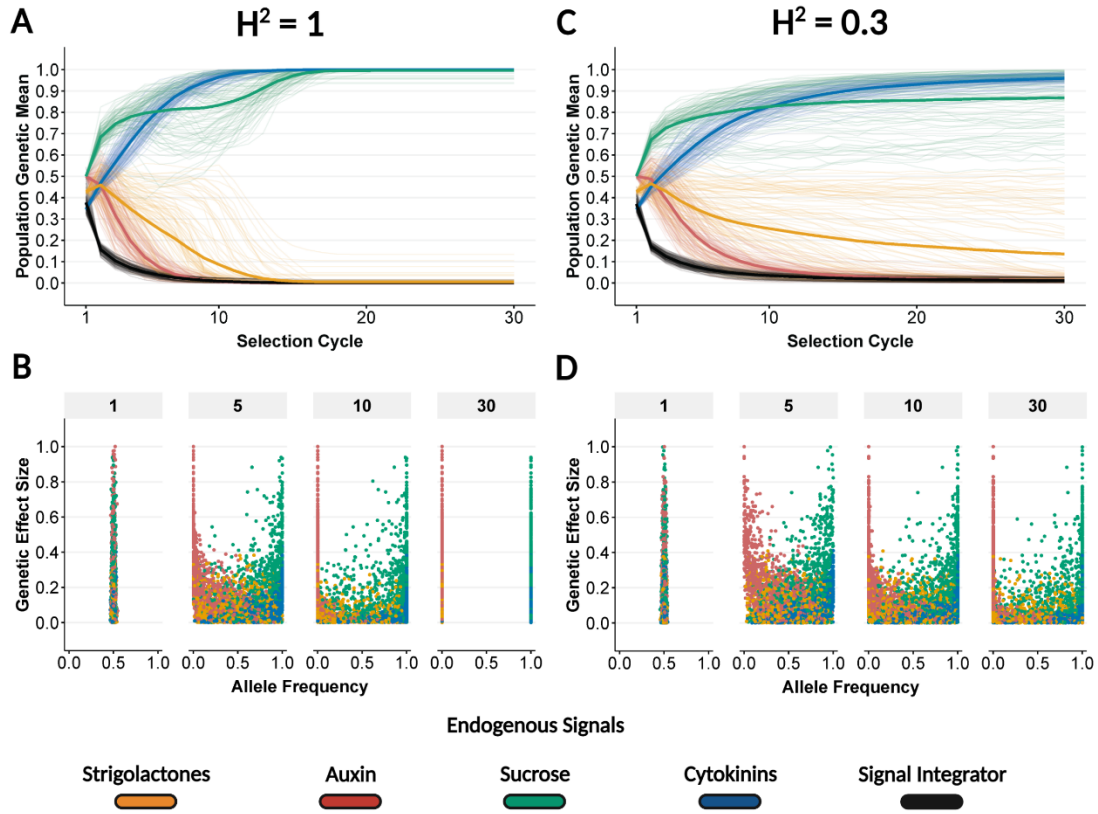 A
H² = 1
C
H² = 0.3
Population Genetic Mean
1.0
0.9
0.8
0.7
0.6
0.5
0.4
0.3
0.2
0.1
0.0
1
10
20
30
Selection Cycle
Population Genetic Mean
1.0
0.9
0.8
0.7
0.6
0.5
0.4
0.3
0.2
0.1
0.0
1
10
20
30
Selection Cycle
B
1
5
10
30
Genetic Effect Size
1.0
0.8
0.6
0.4
0.2
0.0
0.0 0.5 1.0
0.0 0.5 1.0
0.0 0.5 1.0
0.0 0.5 1.0
Allele Frequency
D
1
5
10
30
Genetic Effect Size
1.0
0.8
0.6
0.4
0.2
0.0
0.0 0.5 1.0
0.0 0.5 1.0
0.0 0.5 1.0
0.0 0.5 1.0
Allele Frequency
Endogenous Signals
Strigolactones
Auxin
Sucrose
Cytokinins
Signal Integrator